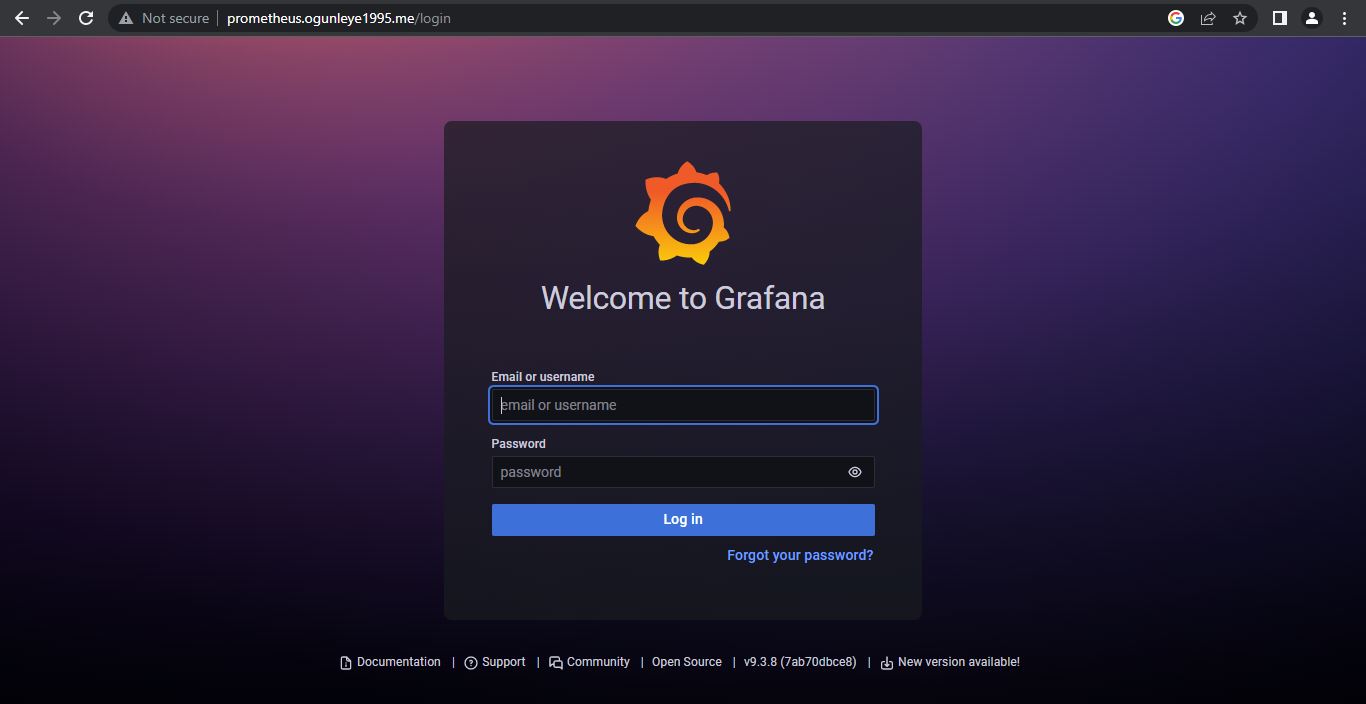 Not secure | prometheus.ogunleye1995.me/login
Welcome to Grafana
Email or username
email or username
Password
password
Log in
Forgot your password?
Documentation | Support | Community | Open Source | v9.3.8 (7ab70dbce8) | New version available!